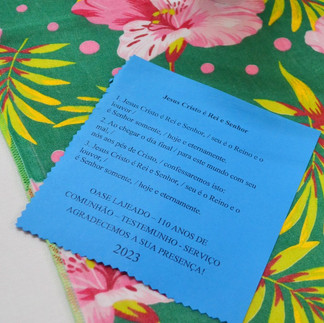 Jesus Cristo é Rei e Senhor
1. Jesus Cristo é Rei e Senhor, / seu é o Reino e o
louvor, /
é Senhor somente, / hoje e eternamente.
2. Ao chegar o dia final / para este mundo com seu
mal, /
nós aos pés de Cristo, / confessaremos isto:
3. Jesus Cristo é Rei e Senhor, / seu é o Reino e o
louvor, /
é Senhor somente, / hoje e eternamente.
OASE LAJEADO – 110 ANOS DE
COMUNHÃO – TESTEMUNHO - SERVIÇO
AGRADECEMOS A SUA PRESENÇA!
2023